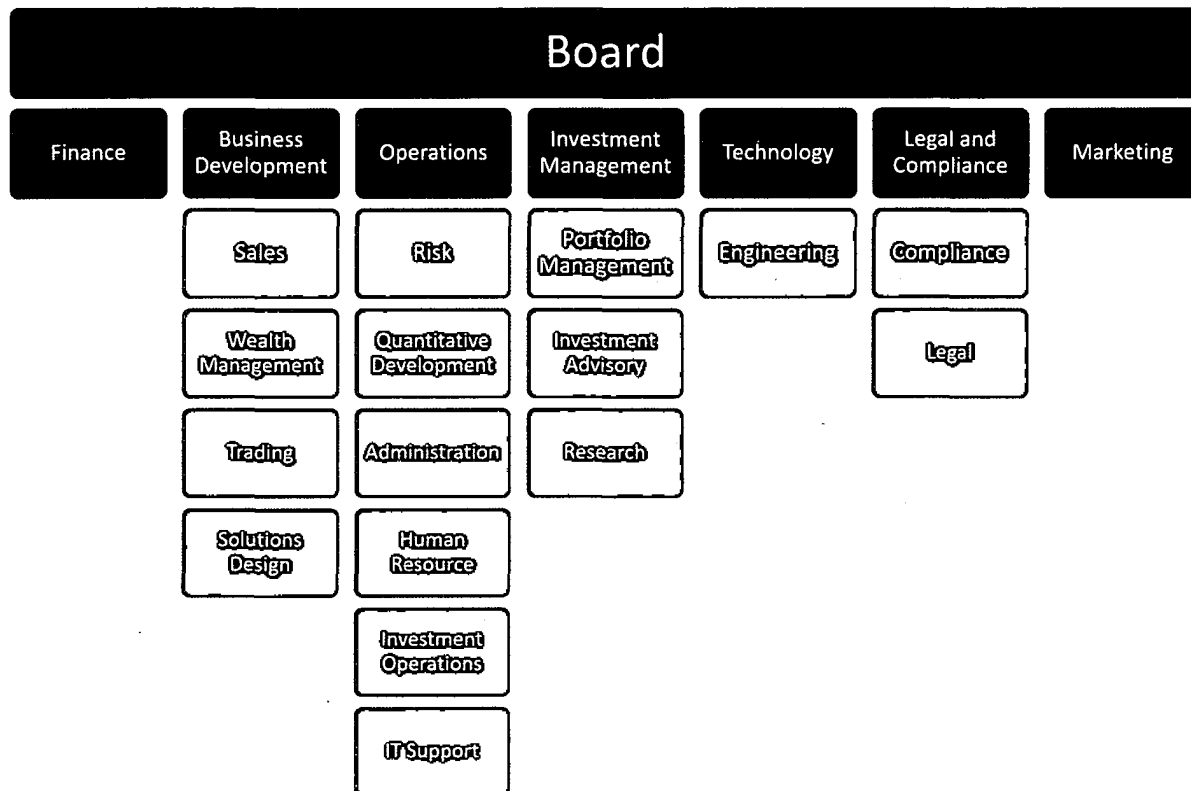 Board
Finance
Business
Development
Operations
Investment
Management
Technology
Legal and
Compliance
Marketing
Sales
Risk
Portfolio
Management
Engineering
Compliance
Wealth
Management
Quantitative
Development
Investment
Advisory
Legal
Trading
Administration
Research
Solutions
Design
Human
Resource
Investment
Operations
IT Support